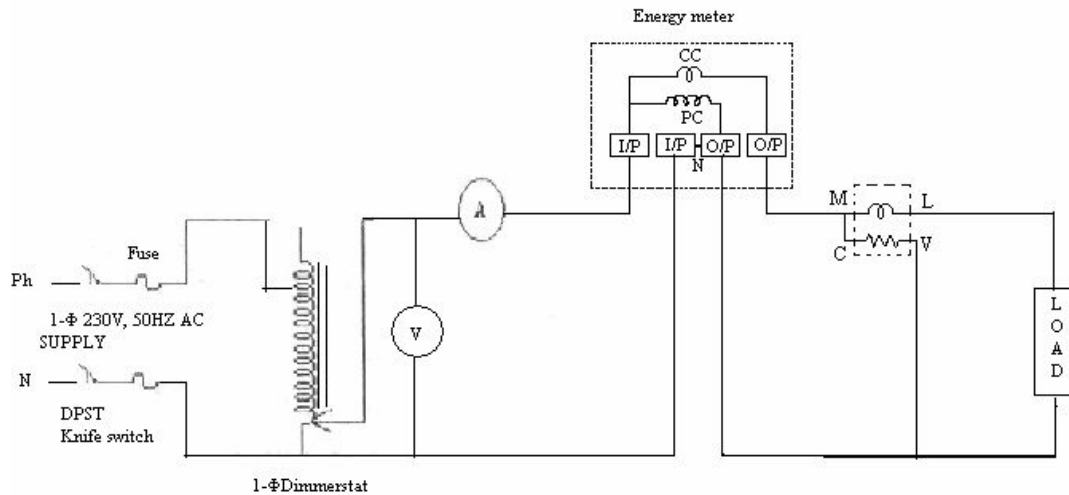 Energy meter
CC
PC
I/P I/P O/P O/P
N
M L
A
C V
Fuse
Ph
V
1-Φ 230V, 50HZ AC
SUPPLY
L
O
A
D
N
DPST
Knife switch
1-ΦDimmerstat